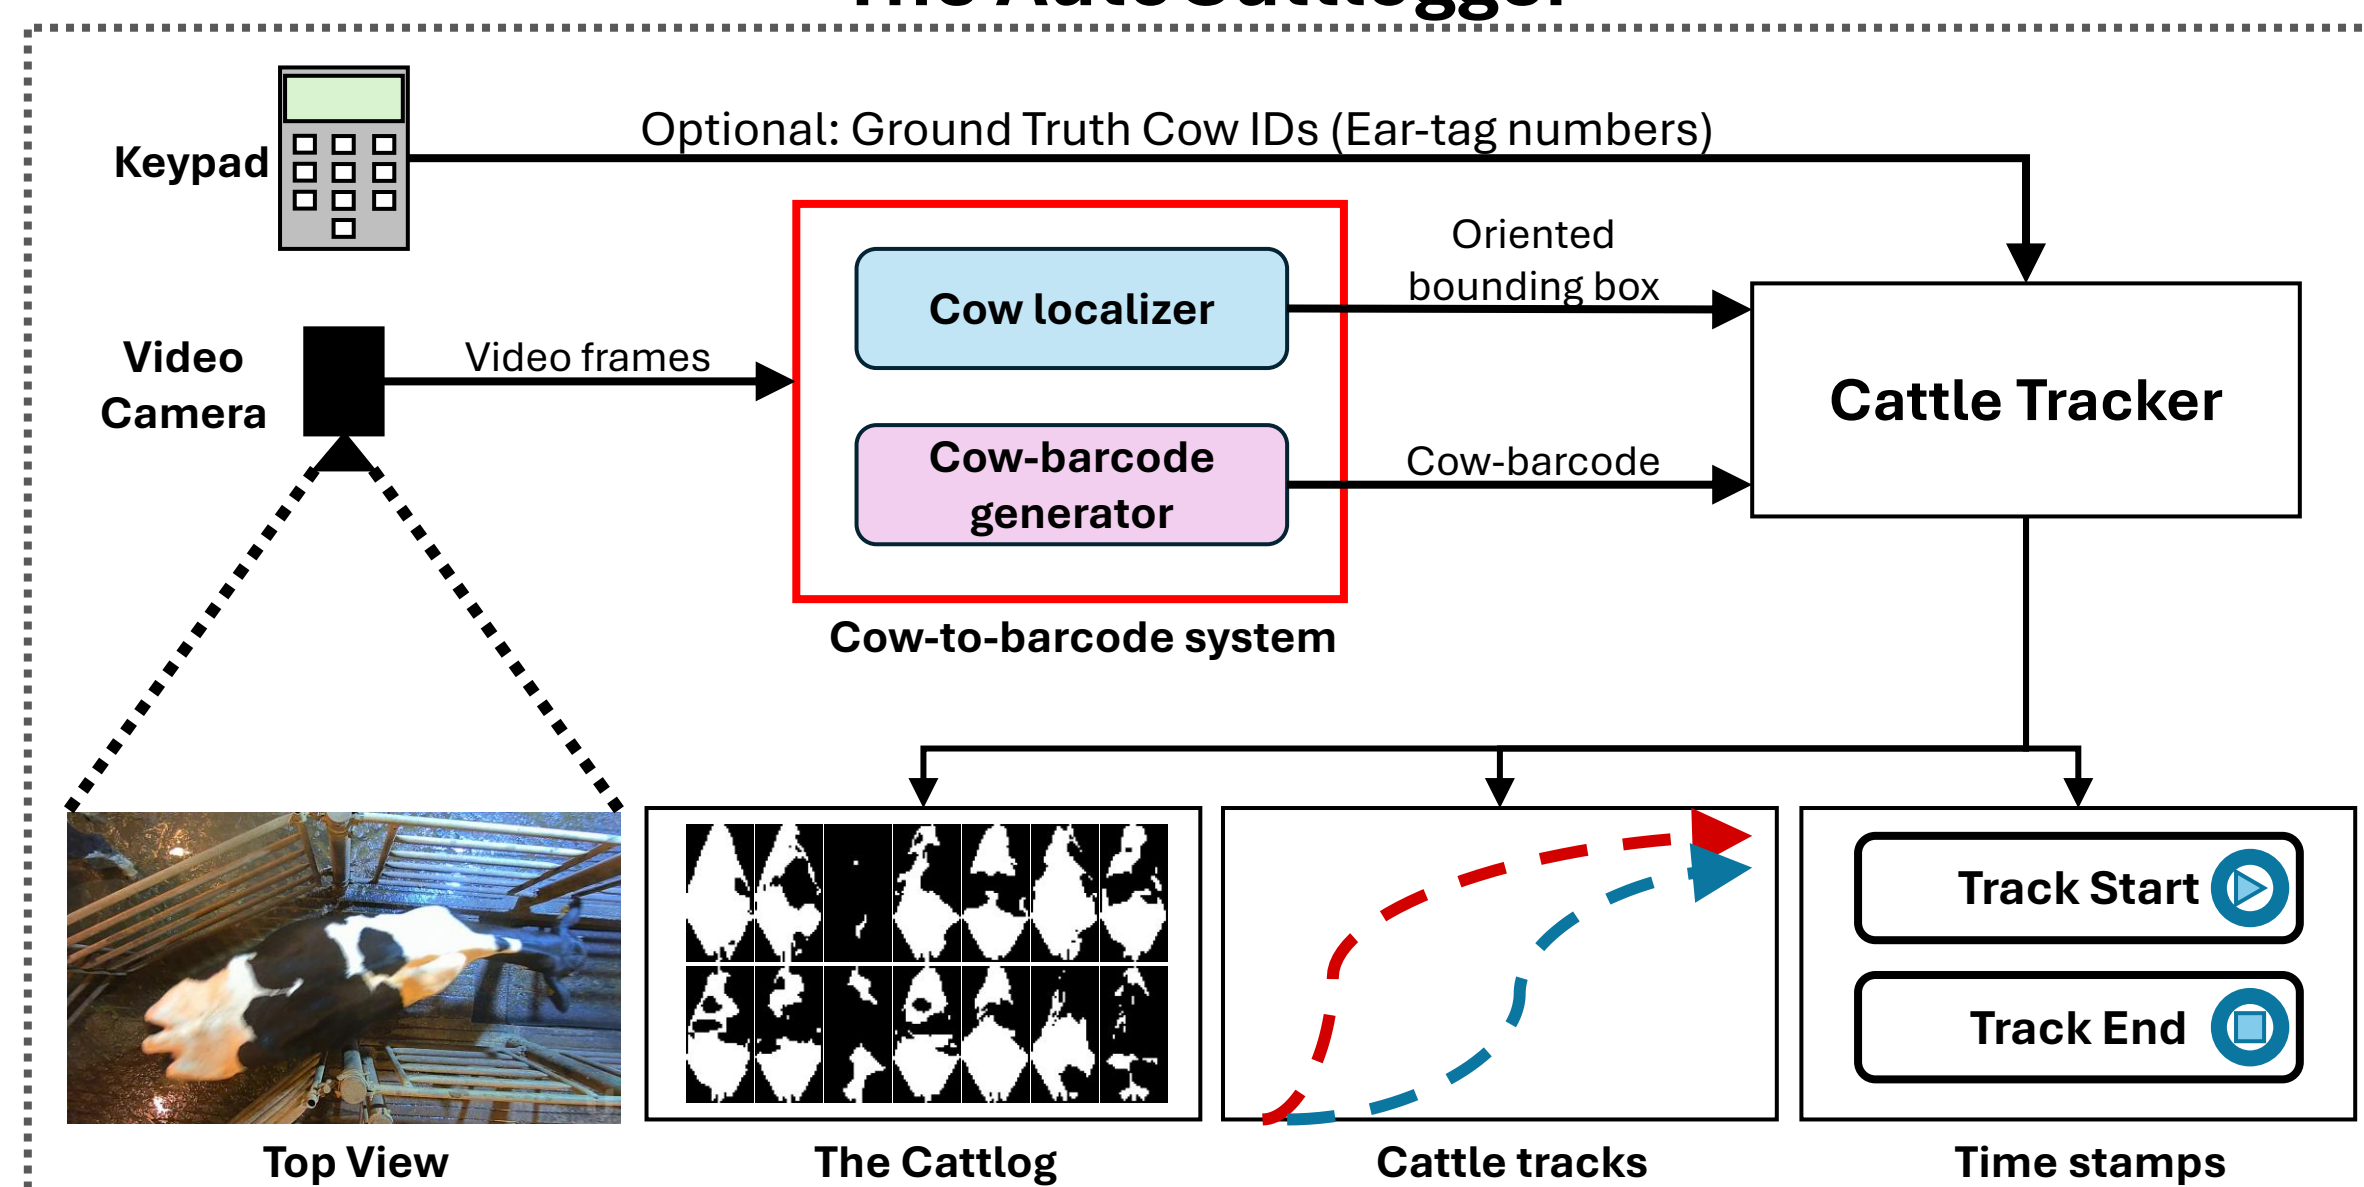 The AutoCattlogger
Optional: Ground Truth Cow IDs (Ear-tag numbers)
Keypad
Oriented
bounding box
Cow localizer
Video
Camera
Video frames
Cattle Tracker
Cow-barcode
generator
Cow-barcode
Cow-to-barcode system
Track Start
Track End
Top View
The Cattlog
Cattle tracks
Time stamps